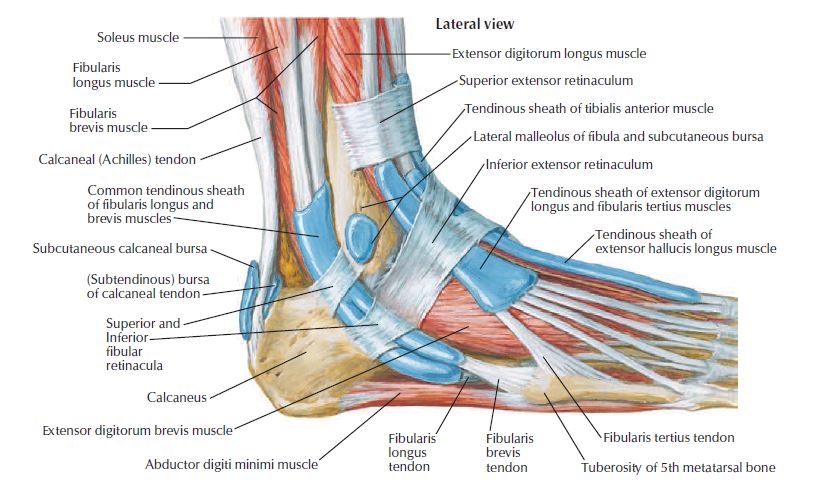 Lateral view
Soleus muscle
Fibularis
longus muscle
Fibularis
brevis muscle
Calcaneal (Achilles) tendon
Common tendinous sheath
of fibularis longus and
brevis muscles
Subcutaneous calcaneal bursa
(Subtendinous) bursa
of calcaneal tendon
Superior and
Inferior
fibular
retinacula
Calcaneus
Extensor digitorum brevis muscle
Abductor digiti minimi muscle
Extensor digitorum longus muscle
Superior extensor retinaculum
Tendinous sheath of tibialis anterior muscle
Lateral malleolus of fibula and subcutaneous bursa
Inferior extensor retinaculum
Tendinous sheath of extensor digitorum
longus and fibularis tertius muscles
Tendinous sheath of
extensor hallucis longus muscle
Fibularis
longus
tendon
Fibularis
brevis
tendon
Fibularis tertius tendon
Tuberosity of 5th metatarsal bone